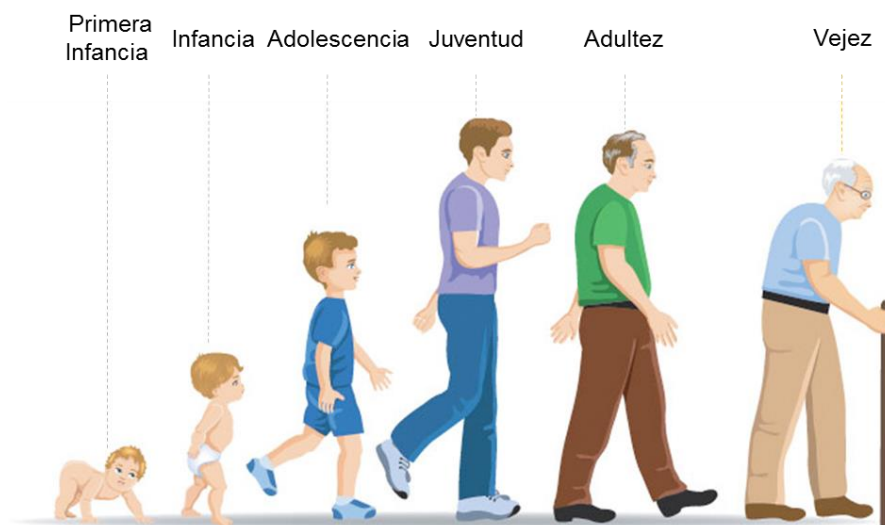 Primera
Infancia
Infancia
Adolescencia
Juventud
Adultez
Vejez